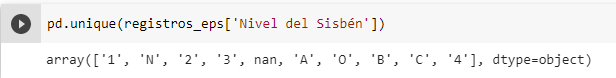 pd.unique(registros_eps['Nivel del Sisbén'])
array(['1', 'N', '2', '3', nan, 'A', 'O', 'B', 'C', '4'], dtype=object)